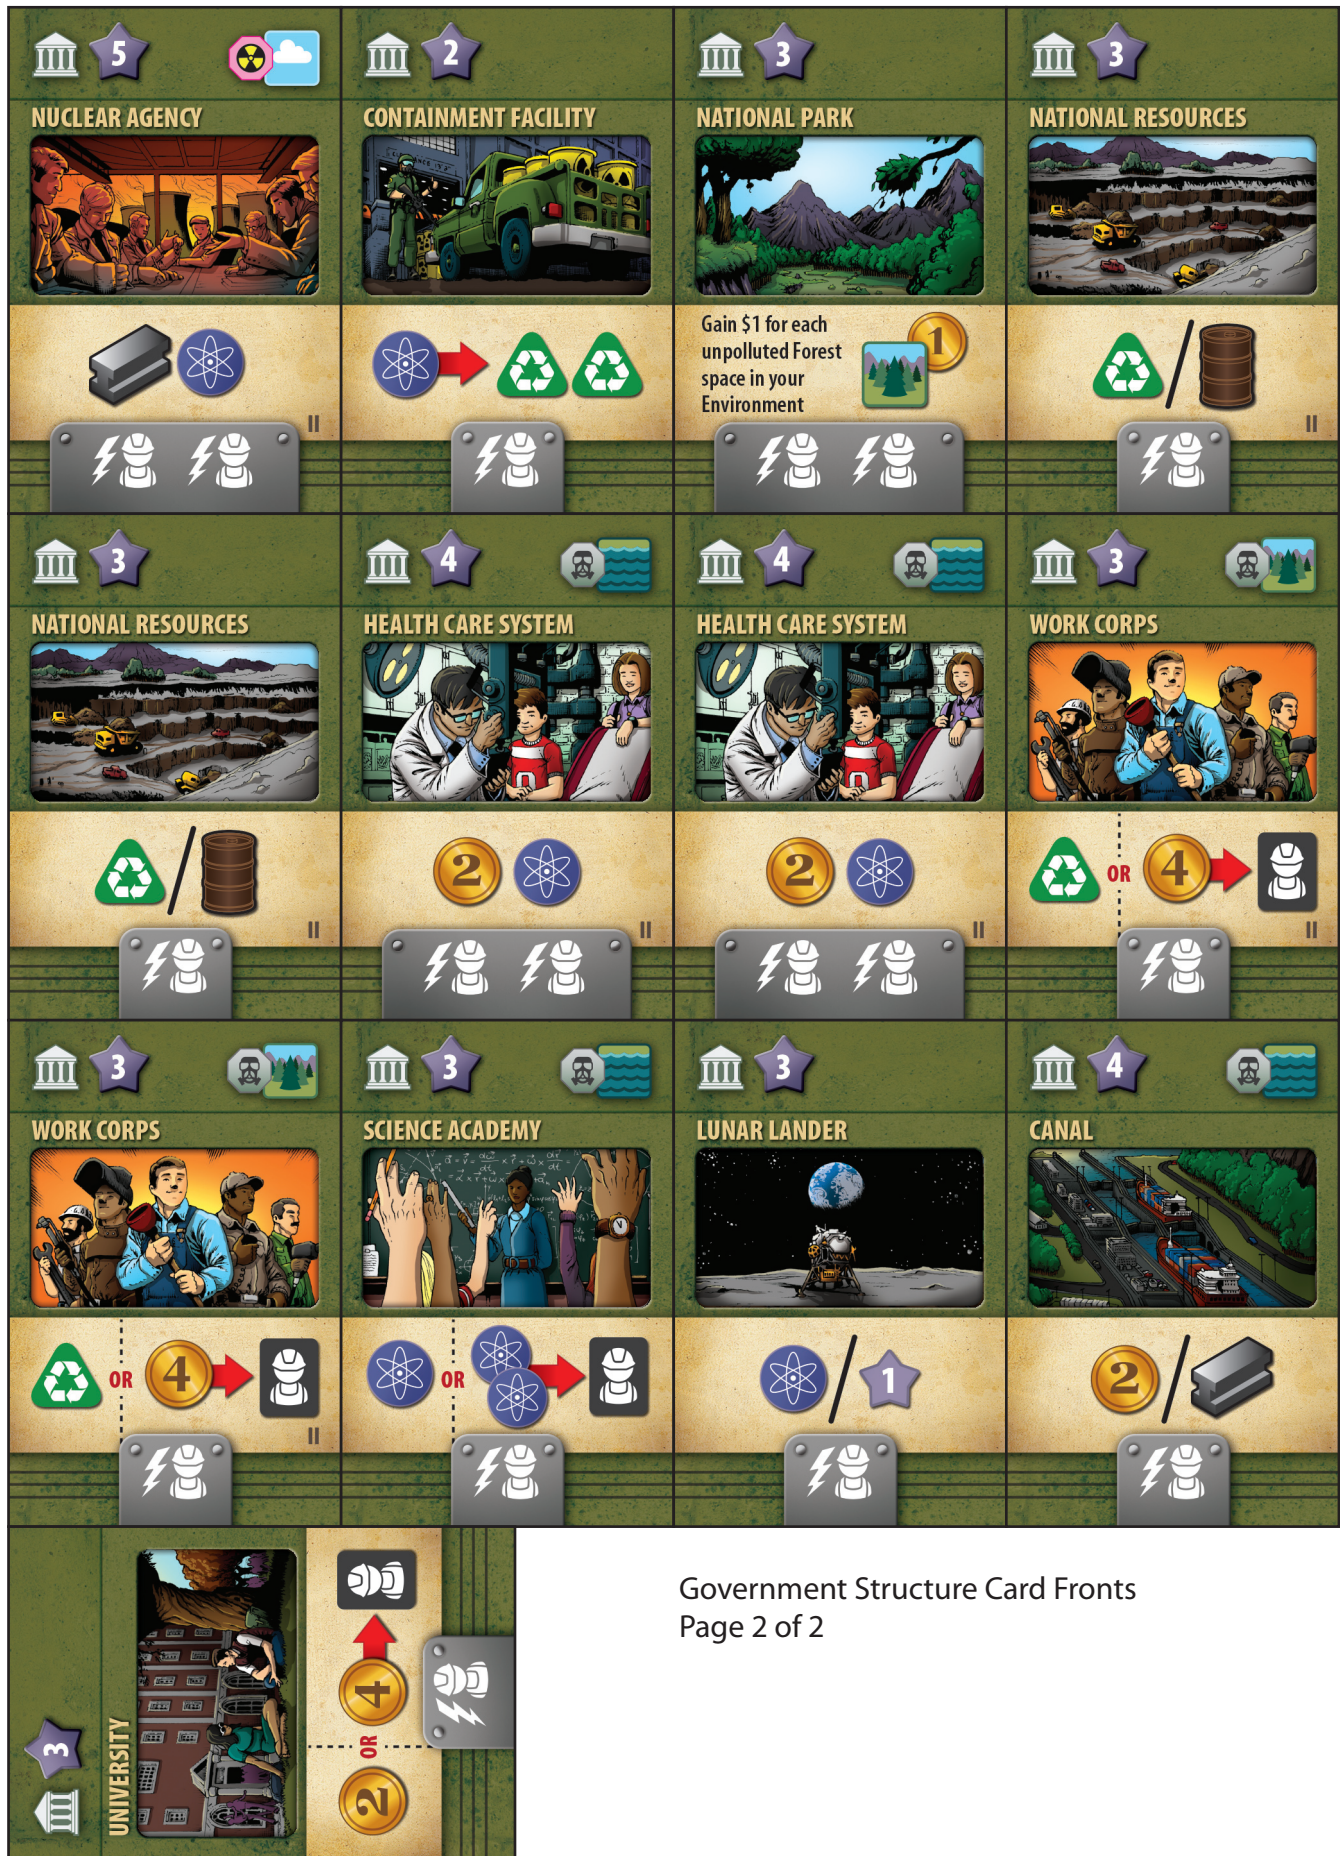 5
2
3
3
NUCLEAR AGENCY
CONTAINMENT FACILITY
NATIONAL PARK
NATIONAL RESOURCES
Gain $1 for each
unpolluted Forest
space in your
Environment
1
II
II
3
4
4
3
NATIONAL RESOURCES
HEALTH CARE SYSTEM
HEALTH CARE SYSTEM
WORK CORPS
2
2
OR
4
II
II
II
II
3
3
3
4
WORK CORPS
SCIENCE ACADEMY
LUNAR LANDER
CANAL
OR
4
OR
1
2
II
3
UNIVERSITY
2
OR
4
Government Structure Card Fronts
Page 2 of 2